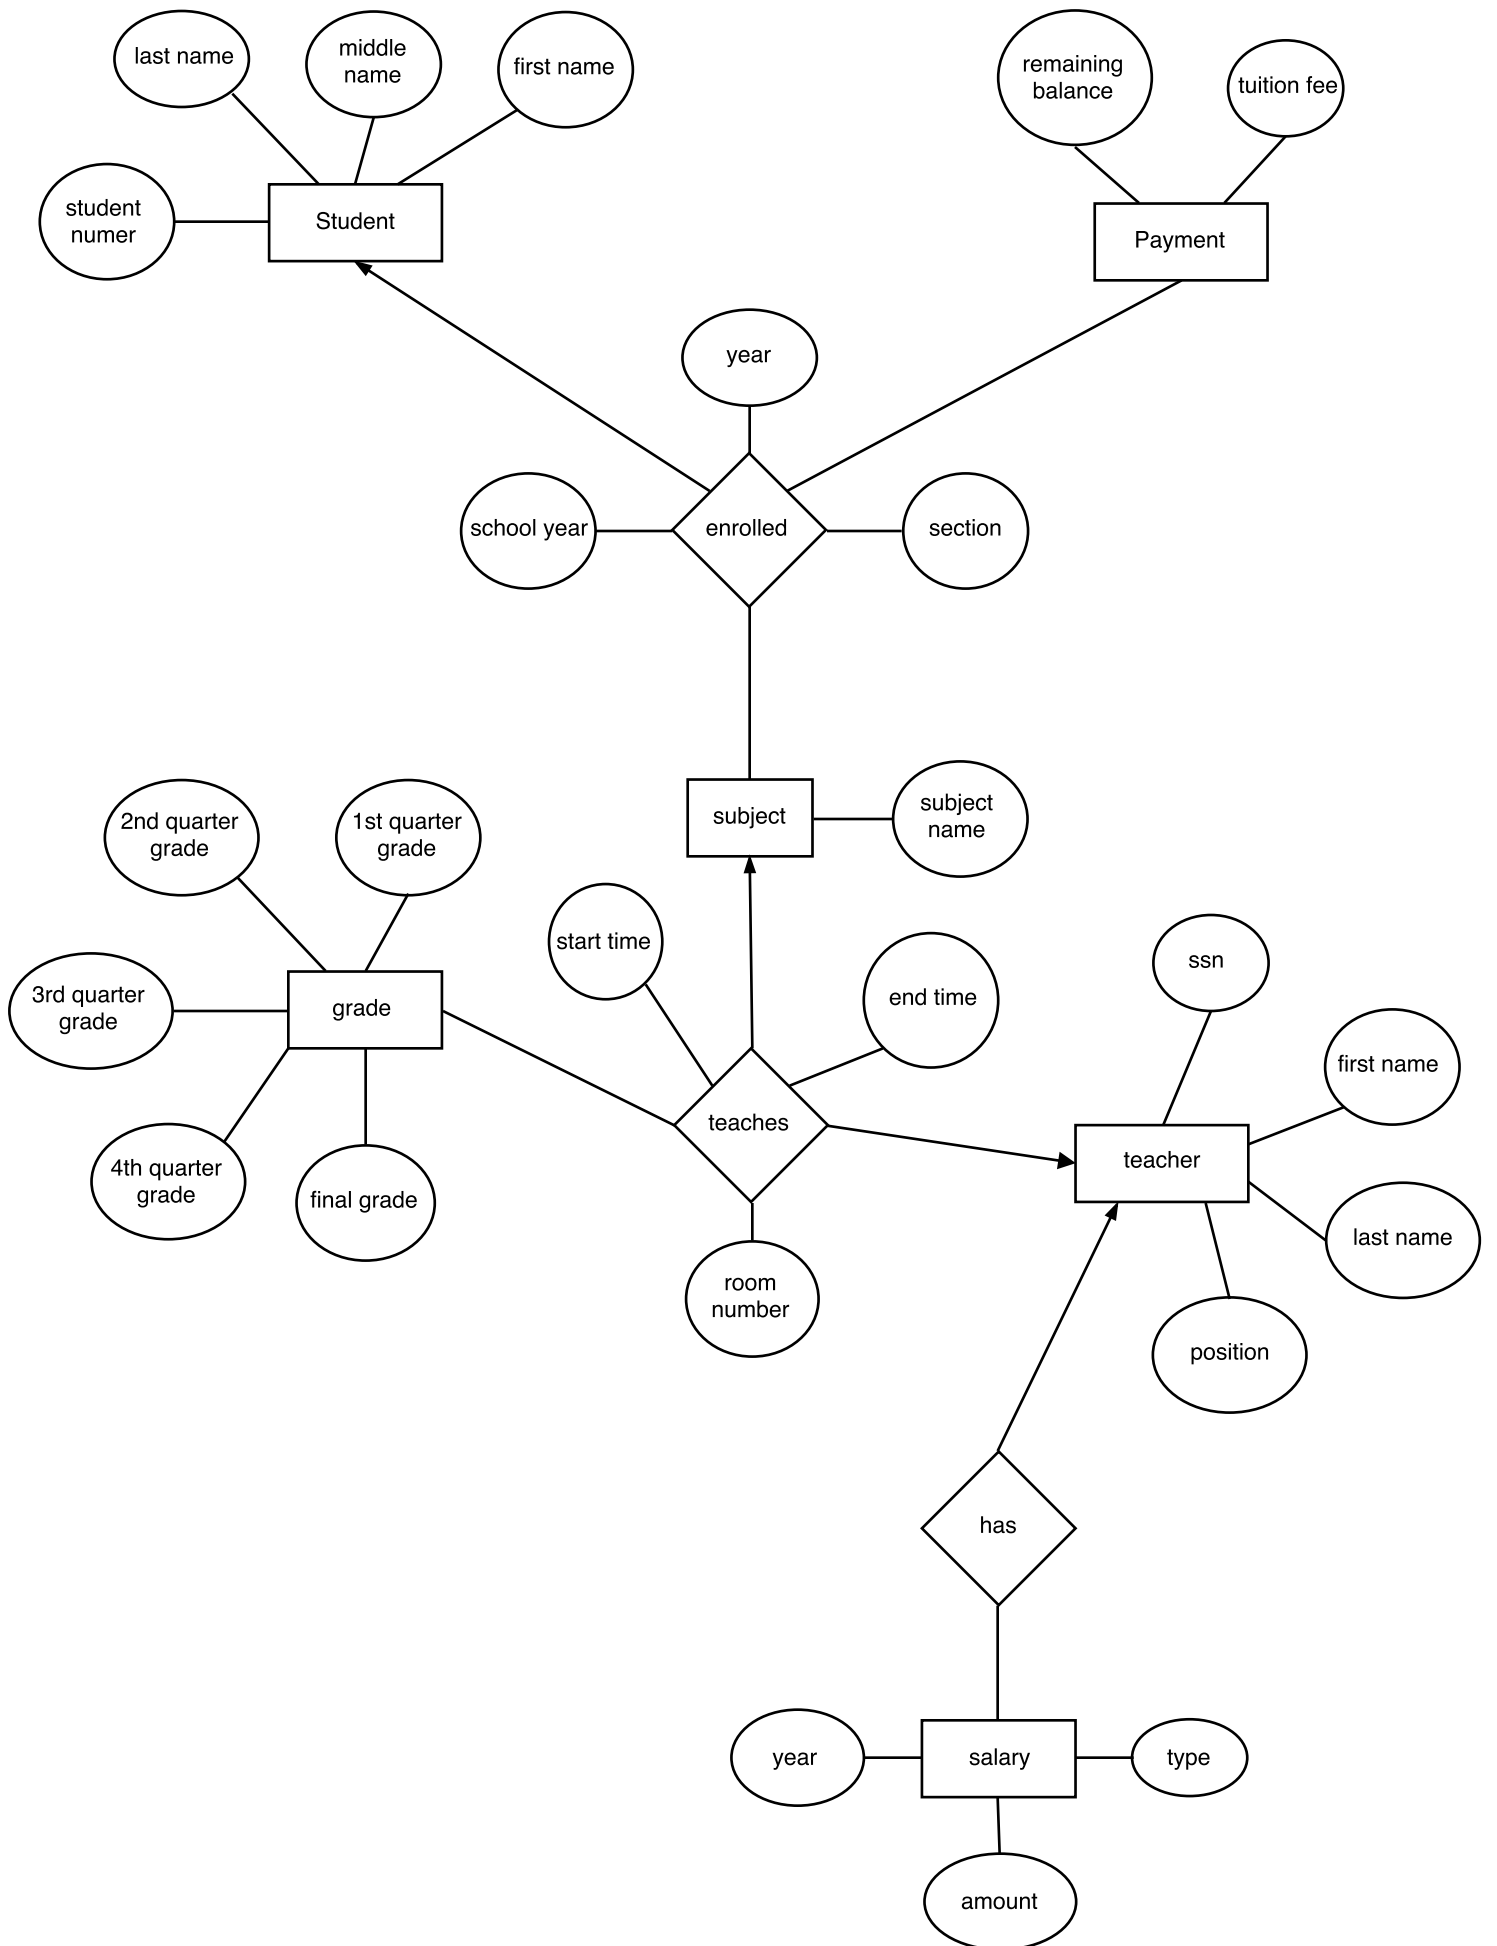 last name
middle
name
first name
remaining
balance
tuition fee
student
numer
Student
Payment
year
school year
enrolled
section
subject
subject
name
2nd quarter
grade
1st quarter
grade
start time
end time
ssn
3rd quarter
grade
grade
first name
teaches
teacher
4th quarter
grade
final grade
last name
room
number
position
has
year
salary
type
amount